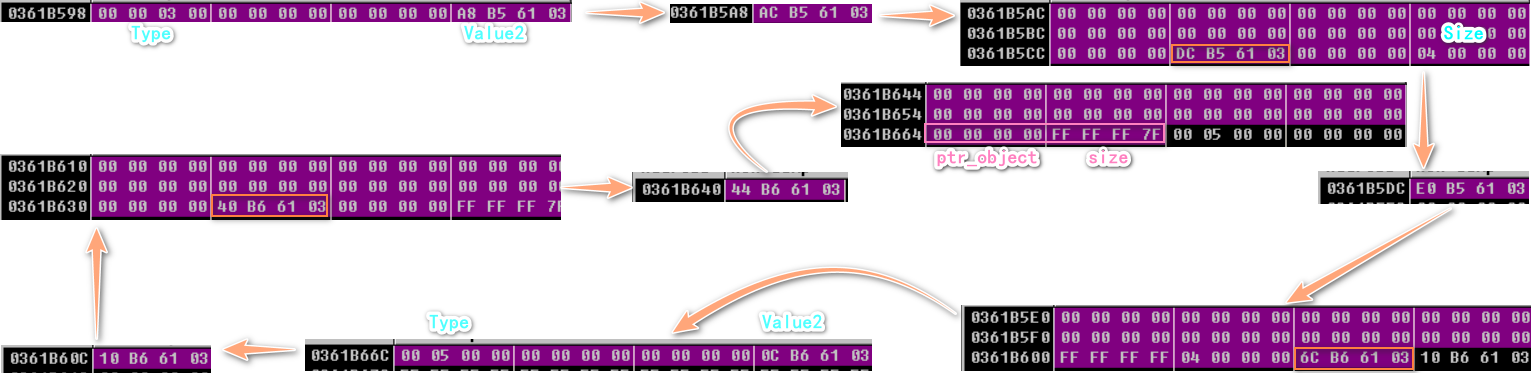 0361B598 00 00 03 00 00 00 00 00 00 00 00 00 A8 B5 61 03
Type Value2
0361B5A8 AC B5 61 03
0361B5AC 00 00 00 00 00 00 00 00 00 00 00 00 00 00 00 00
0361B5BC 00 00 00 00 00 00 00 00 00 00 00 00 00 00 00
Size
0361B5CC 00 00 00 00 DC B5 61 03 00 00 00 00 04 00 00 00
0361B644 00 00 00 00 00 00 00 00 00 00 00 00 00 00 00 00
0361B654 00 00 00 00 00 00 00 00 00 00 00 00 00 00 00 00
0361B664 00 00 00 00 FF FF FF 7F 00 05 00 00 00 00 00 00
ptr_object size
0361B610 00 00 00 00 00 00 00 00 00 00 00 00 00 00 00 00
0361B620 00 00 00 00 00 00 00 00 00 00 00 00 00 00 00 00
0361B630 00 00 00 00 40 B6 61 03 00 00 00 00 FF FF FF 7F
0361B640 44 B6 61 03
0361B5DC E0 B5 61 03
0361B5E0 00 00 00 00 00 00 00 00 00 00 00 00 00 00 00 00
0361B5F0 00 00 00 00 00 00 00 00 00 00 00 00 00 00 00 00
0361B600 FF FF FF FF 04 00 00 00 6C B6 61 03 10 B6 61 03
Type Value2
0361B66C 00 05 00 00 00 00 00 00 00 00 00 00 0C B6 61 03
0361B60C 10 B6 61 03